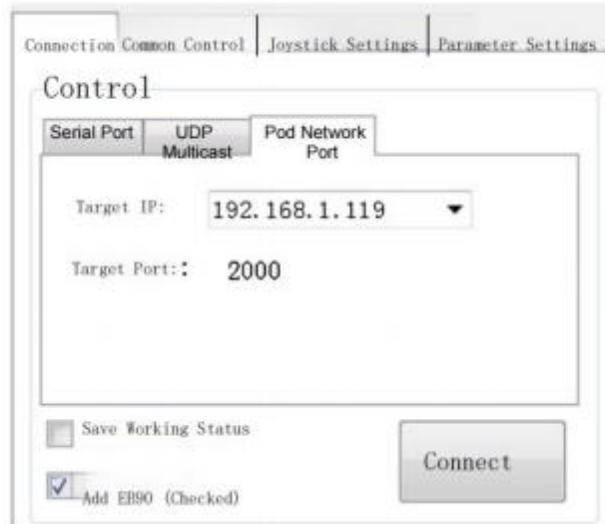 Connection Common Control Joystick Settings Parameter Settings
Control
Serial Port UDP Multicast Pod Network Port
Target IP: 192.168.1.119
Target Port:: 2000
Save Working Status
Add EB90 (Checked)
Connect